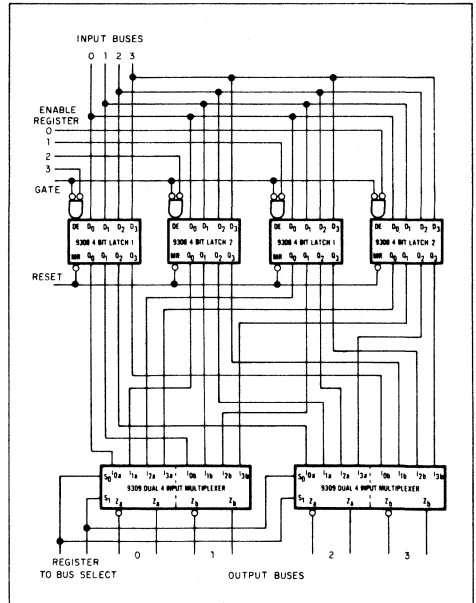 INPUT BUSES
0 1 2 3
ENABLE
REGISTER
0
1
2
3
GATE
DE D0 D1 D2 D3
9308 4 BIT LATCH 1
MR Q0 Q1 Q2 Q3
DE D0 D1 D2 D3
9308 4 BIT LATCH 2
MR Q0 Q1 Q2 Q3
DE D0 D1 D2 D3
9308 4 BIT LATCH 1
MR Q0 Q1 Q2 Q3
DE D0 D1 D2 D3
9308 4 BIT LATCH 2
MR Q0 Q1 Q2 Q3
RESET
S0 I0a I1a I2a I3a I0b I1b I2b I3b
9309 DUAL 4 INPUT MULTIPLEXER
S1 Za Za Zb Zb
S0 I0a I1a I2a I3a I0b I1b I2b I3b
9309 DUAL 4 INPUT MULTIPLEXER
S1 Za Za Zb Zb
0 1 2 3
REGISTER
TO BUS SELECT
OUTPUT BUSES